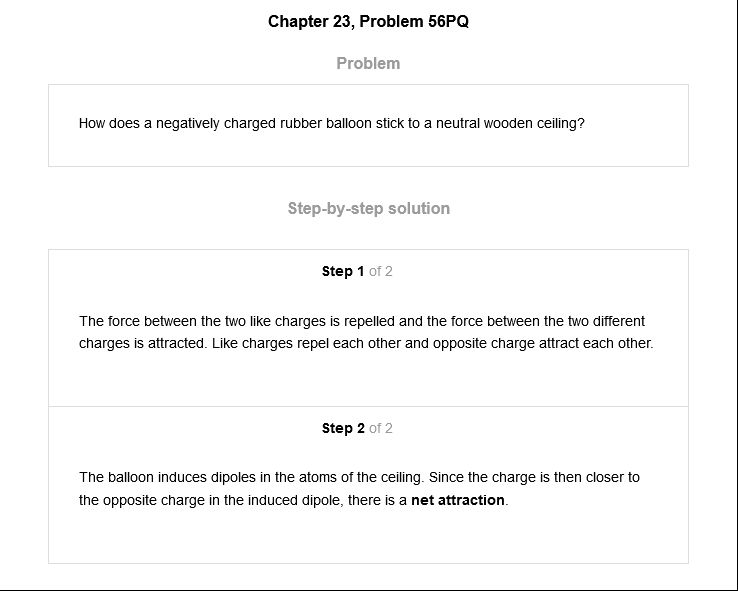 Chapter 23, Problem 56PQ
Problem
How does a negatively charged rubber balloon stick to a neutral wooden ceiling?
Step-by-step solution
Step 1 of 2
The force between the two like charges is repelled and the force between the two different
charges is attracted. Like charges repel each other and opposite charge attract each other.
Step 2 of 2
The balloon induces dipoles in the atoms of the ceiling. Since the charge is then closer to
the opposite charge in the induced dipole, there is a net attraction.